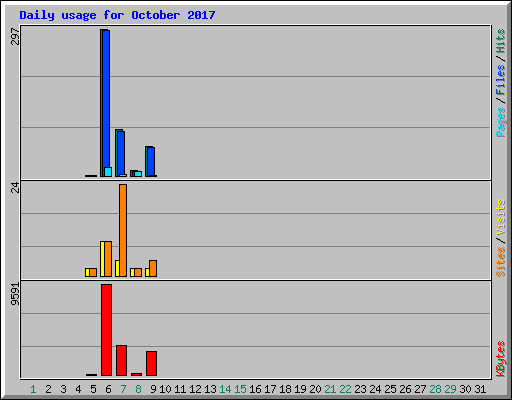 Daily usage for October 2017
297
24
9591
Pages / Files / Hits
Sites / Visits
KBytes
1 2 3 4 5 6 7 8 9 10 11 12 13 14 15 16 17 18 19 20 21 22 23 24 25 26 27 28 29 30 31